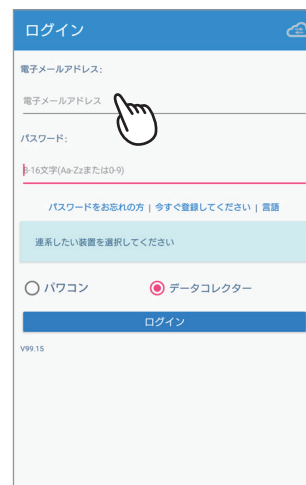 ログイン
電子メールアドレス:
電子メールアドレス
パスワード:
8-16文字(Aa-Zzまたは0-9)
パスワードをお忘れの方 | 今すぐ登録してください | 言語
連系したい装置を選択してください
パワコン データコレクター
ログイン
V99.15